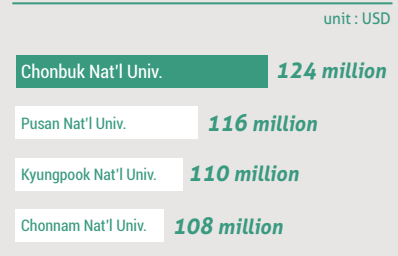 unit : USD
Chonbuk Nat'l Univ. 124 million
Pusan Nat'l Univ. 116 million
Kyungpook Nat'l Univ. 110 million
Chonnam Nat'l Univ. 108 million